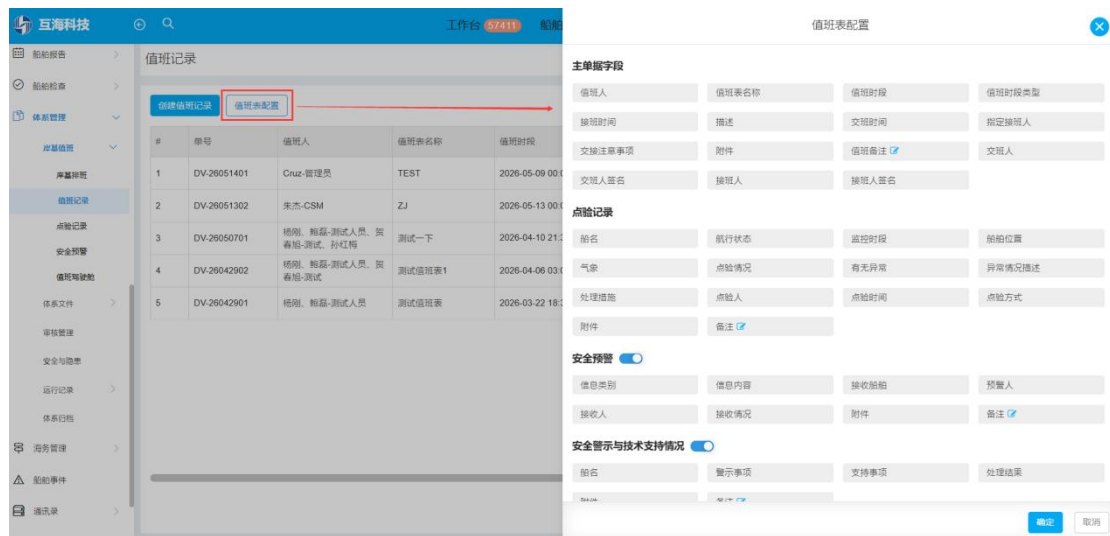 互海科技
工作台 57411 船舶
船舶报告
船舶检查
体系管理
岸基值班
岸基排班
值班记录
点验记录
安全预警
值班驾驶舱
体系文件
审核管理
安全与隐患
运行记录
体系归档
海务管理
船舶事件
通讯录
值班记录
创建值班记录 值班表配置
# 单号 值班人 值班表名称 值班时段
1 DV-26051401 Cruz-管理员 TEST 2026-05-09 00:0
2 DV-26051302 朱杰-CSM ZJ 2026-05-13 00:0
3 DV-26050701 杨刚、鲍磊-测试人员、贺春旭-测试、孙红梅 测试一下 2026-04-10 21:3
4 DV-26042902 杨刚、鲍磊-测试人员、贺春旭-测试 测试值班表1 2026-04-06 03:0
5 DV-26042901 杨刚、鲍磊-测试人员 测试值班表 2026-03-22 18:3
值班表配置
主单据字段
值班人 值班表名称 值班时段 值班时段类型
接班时间 描述 交班时间 指定接班人
交接注意事项 附件 值班备注 交班人
交班人签名 接班人 接班人签名
点验记录
船名 航行状态 监控时段 船舶位置
气象 点验情况 有无异常 异常情况描述
处理措施 点验人 点验时间 点验方式
附件 备注
安全预警
信息类别 信息内容 接收船舶 预警人
接收人 接收情况 附件 备注
安全警示与技术支持情况
船名 警示事项 支持事项 处理结果
附件 备注
确定 取消